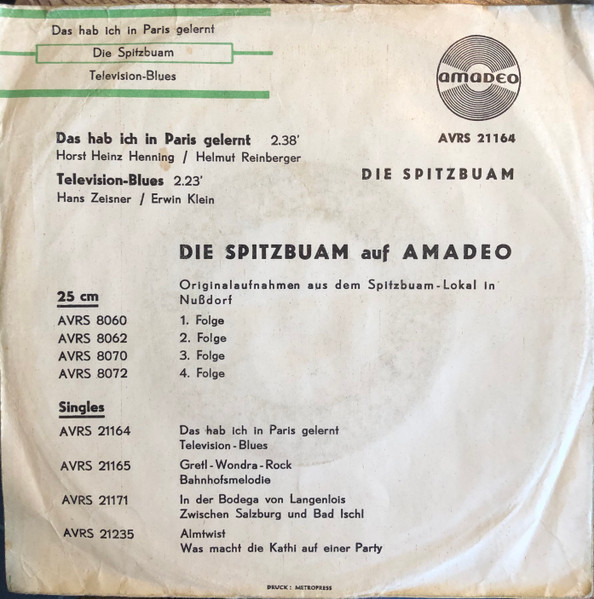 Das hab ich in Paris gelernt
Die Spitzbuam
Television-Blues
amadeo
AVRS 21164
Das hab ich in Paris gelernt 2.38'
Horst Heinz Henning / Helmut Reinberger
DIE SPITZBUAM
Television-Blues 2.23'
Hans Zeisner / Erwin Klein
DIE SPITZBUAM auf AMADEO
Originalaufnahmen aus dem Spitzbuam-Lokal in
Nußdorf
25 cm
AVRS 8060 1. Folge
AVRS 8062 2. Folge
AVRS 8070 3. Folge
AVRS 8072 4. Folge
Singles
AVRS 21164 Das hab ich in Paris gelernt
Television-Blues
AVRS 21165 Gretl-Wondra-Rock
Bahnhofsmelodie
AVRS 21171 In der Bodega von Langenlois
Zwischen Salzburg und Bad Ischl
AVRS 21235 Almtwist
Was macht die Kathi auf einer Party
DRUCK: METROPRESS